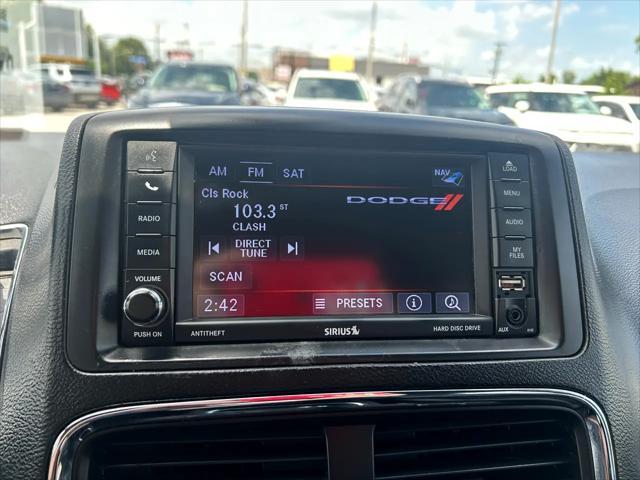 AM FM SAT NAV
Cls Rock
103.3 ST
CLASH
DODGE
DIRECT TUNE
SCAN
2:42
PRESETS
RADIO
MEDIA
VOLUME
PUSH ON
LOAD
MENU
AUDIO
MY FILES
AUX
ANTITHEFT
SIRIUS
HARD DISC DRIVE